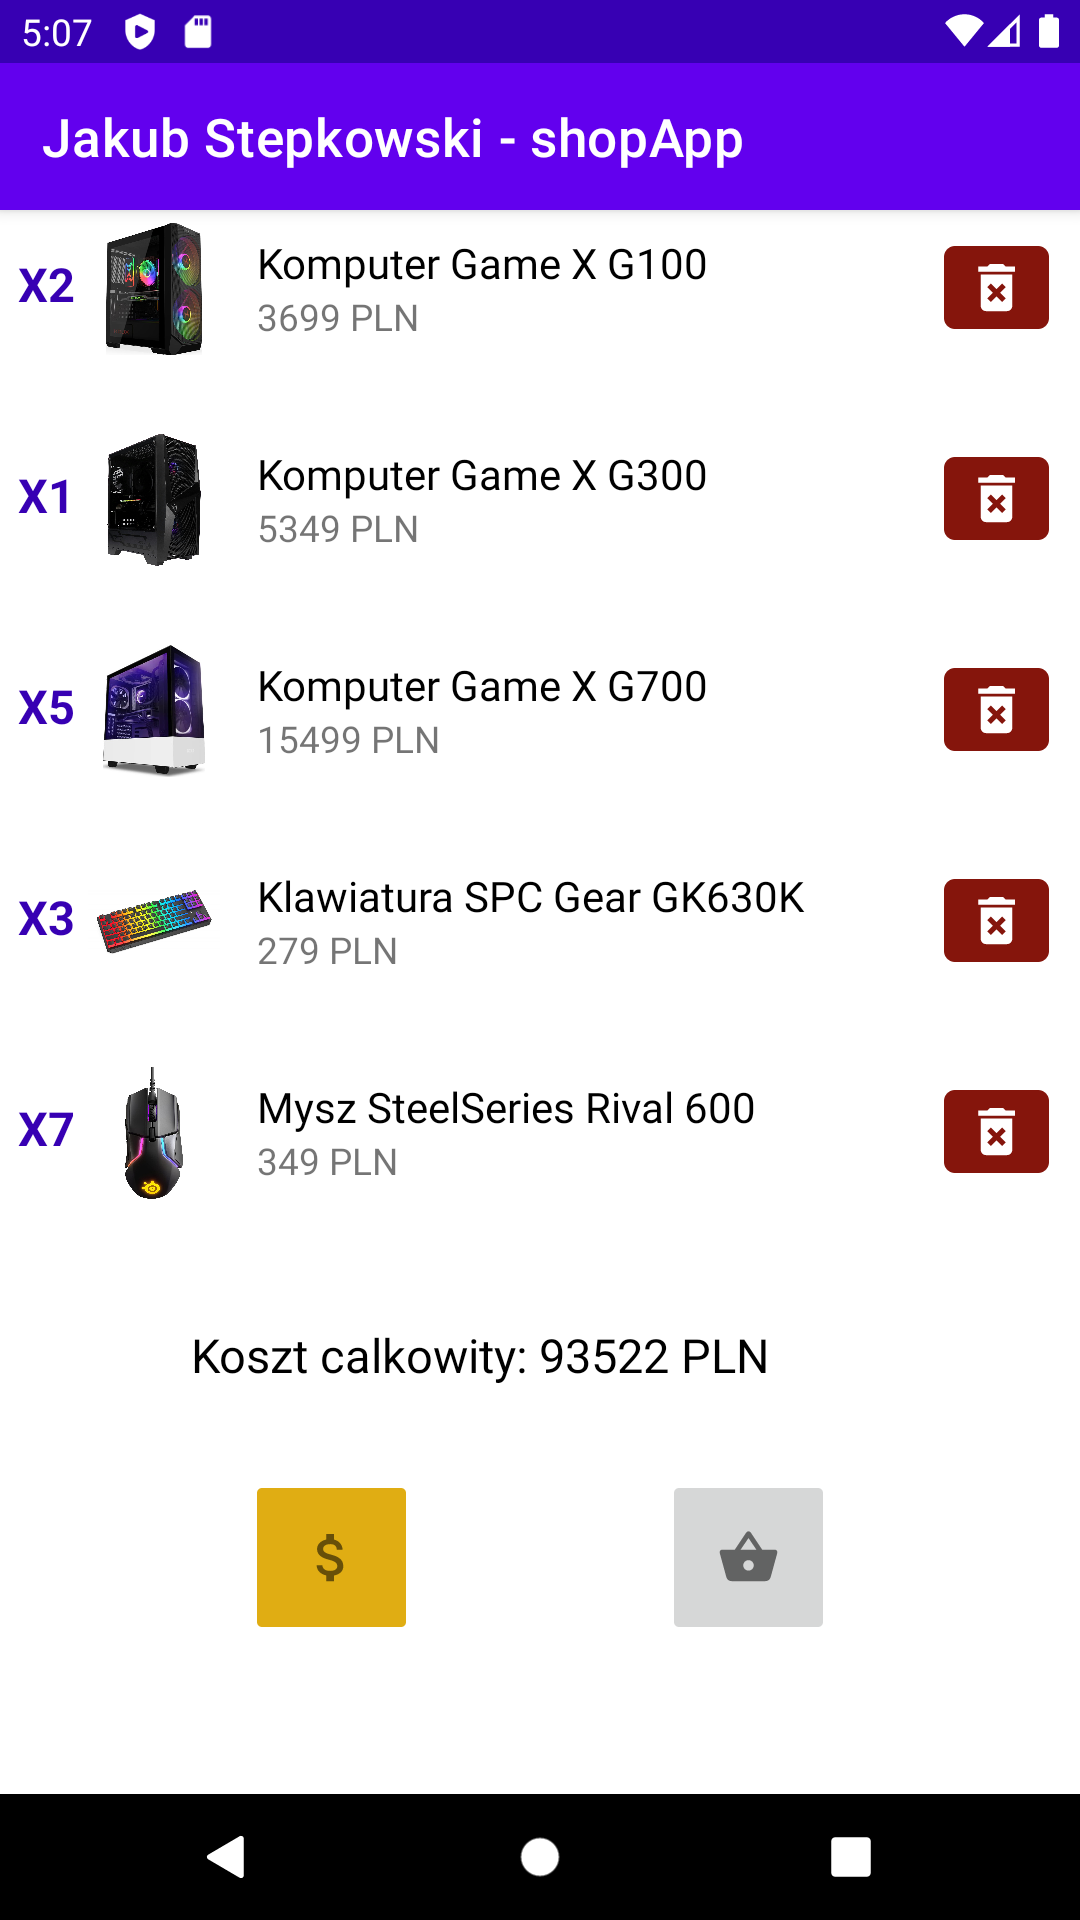 5:07
Jakub Stepkowski - shopApp
X2
Komputer Game X G100
3699 PLN
X1
Komputer Game X G300
5349 PLN
X5
Komputer Game X G700
15499 PLN
X3
Klawiatura SPC Gear GK630K
279 PLN
X7
Mysz SteelSeries Rival 600
349 PLN
Koszt calkowity: 93522 PLN
$